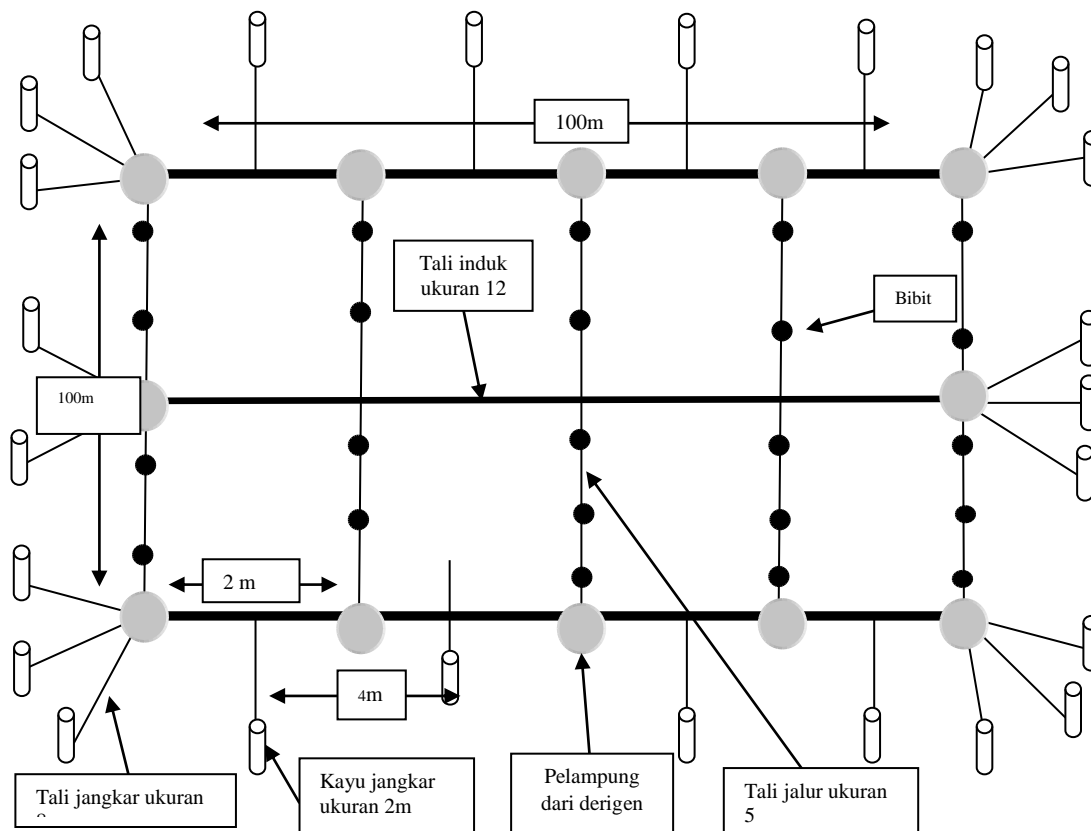 100m
Tali induk
ukuran 12
Bibit
100m
2 m
4m
Tali jangkar ukuran
Kayu jangkar
ukuran 2m
Pelampung
dari derigen
Tali jalur ukuran
5